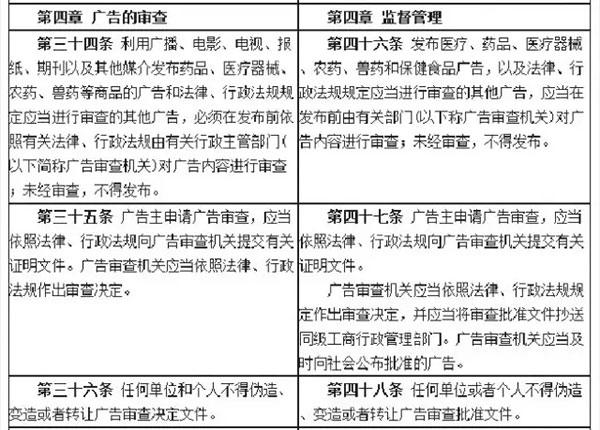 第四章 广告的审查
第三十四条 利用广播、电影、电视、报
纸、期刊以及其他媒介发布药品、医疗器械、
农药、兽药等商品的广告和法律、行政法规规
定应当进行审查的其他广告，必须在发布前依
照有关法律、行政法规由有关行政主管部门(
以下简称广告审查机关)对广告内容进行审查
；未经审查，不得发布。
第三十五条 广告主申请广告审查，应当
依照法律、行政法规向广告审查机关提交有关
证明文件。广告审查机关应当依照法律、行政
法规作出审查决定。
第三十六条 任何单位和个人不得伪造、
变造或者转让广告审查决定文件。
第四章 监督管理
第四十六条 发布医疗、药品、医疗器械
、农药、兽药和保健食品广告，以及法律、行
政法规规定应当进行审查的其他广告，应当在
发布前由有关部门(以下称广告审查机关)对广
告内容进行审查；未经审查，不得发布。
第四十七条 广告主申请广告审查，应当
依照法律、行政法规向广告审查机关提交有关
证明文件。
广告审查机关应当依照法律、行政法规规
定作出审查决定，并应当将审查批准文件抄送
同级工商行政管理部门。广告审查机关应当及
时向社会公布批准的广告。
第四十八条 任何单位或者个人不得伪造
、变造或者转让广告审查批准文件。